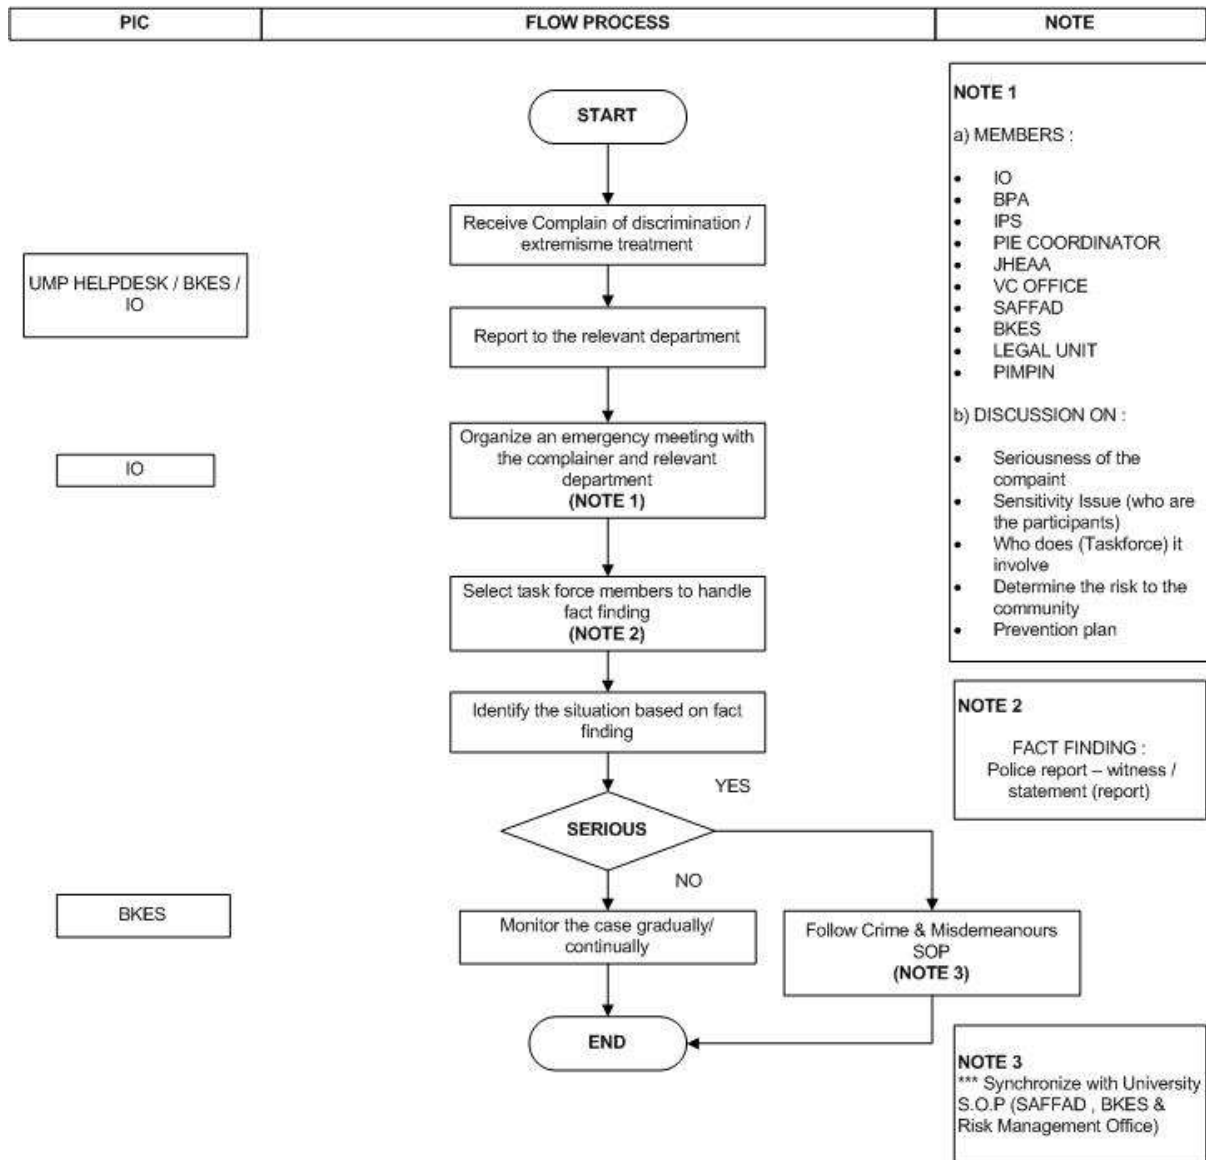 PIC
FLOW PROCESS
NOTE
START
Receive Complain of discrimination /
extremisme treatment
UMP HELPDESK / BKES /
IO
Report to the relevant department
Organize an emergency meeting with
the complainer and relevant
department
(NOTE 1)
IO
Select task force members to handle
fact finding
(NOTE 2)
Identify the situation based on fact
finding
YES
SERIOUS
NO
BKES
Monitor the case gradually/
continually
Follow Crime & Misdemeanours
SOP
(NOTE 3)
END
NOTE 1
a) MEMBERS :
• IO
• BPA
• IPS
• PIE COORDINATOR
• JHEAA
• VC OFFICE
• SAFFAD
• BKES
• LEGAL UNIT
• PIMPIN
b) DISCUSSION ON :
• Seriousness of the
compaint
• Sensitivity Issue (who are
the participants)
• Who does (Taskforce) it
involve
• Determine the risk to the
community
• Prevention plan
NOTE 2
FACT FINDING :
Police report – witness /
statement (report)
NOTE 3
*** Synchronize with University
S.O.P (SAFFAD , BKES &
Risk Management Office)